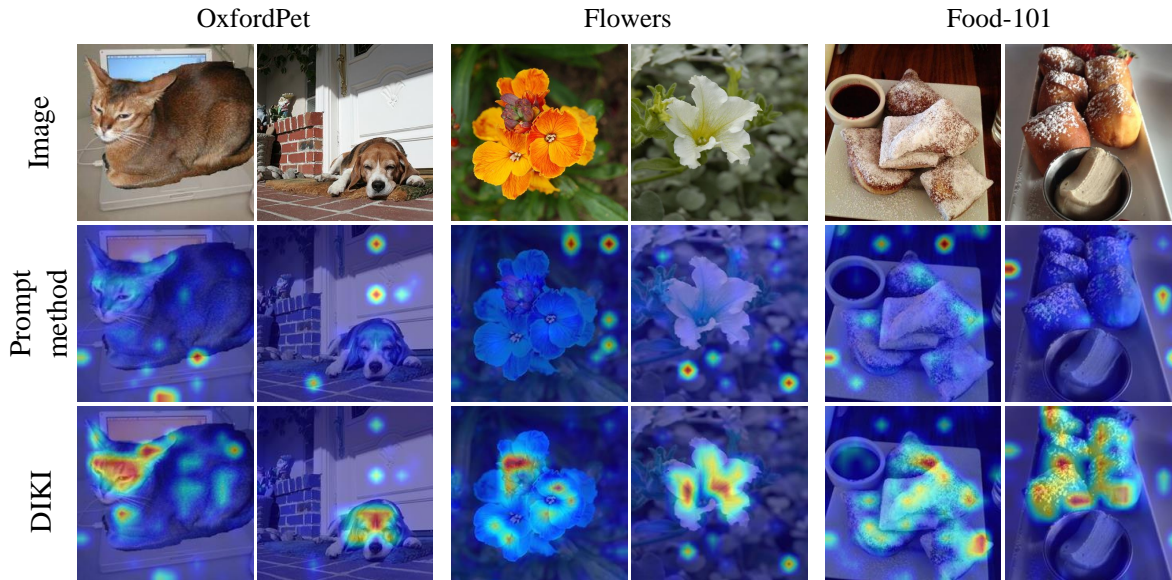 OxfordPet
Flowers
Food-101
Image
Prompt
method
DIKI